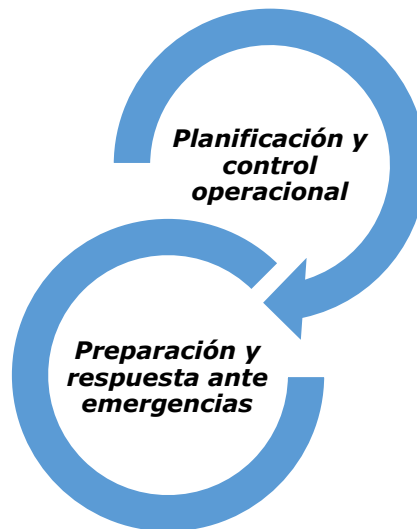 Planificación y
control
operacional
Preparación y
respuesta ante
emergencias